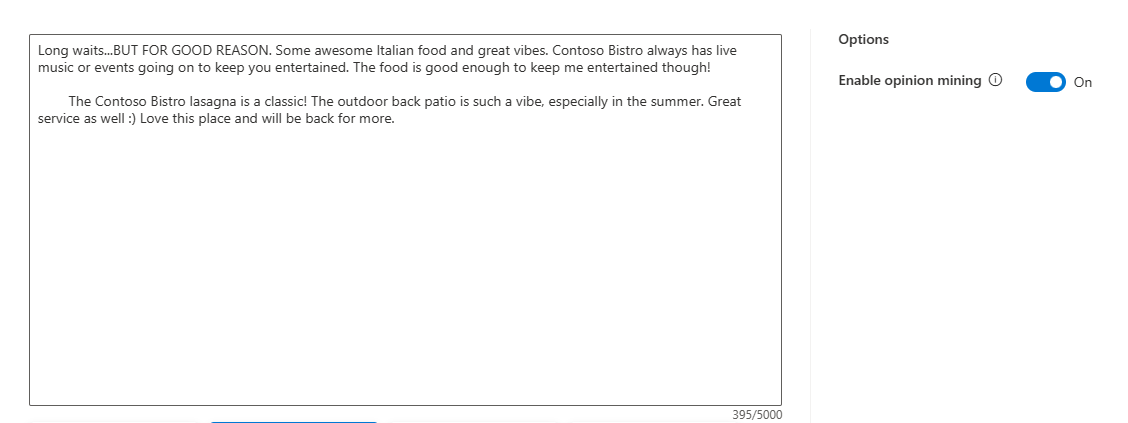 Long waits...BUT FOR GOOD REASON. Some awesome Italian food and great vibes. Contoso Bistro always has live
music or events going on to keep you entertained. The food is good enough to keep me entertained though!
The Contoso Bistro lasagna is a classic! The outdoor back patio is such a vibe, especially in the summer. Great
service as well :) Love this place and will be back for more.
395/5000
Options
Enable opinion mining
On